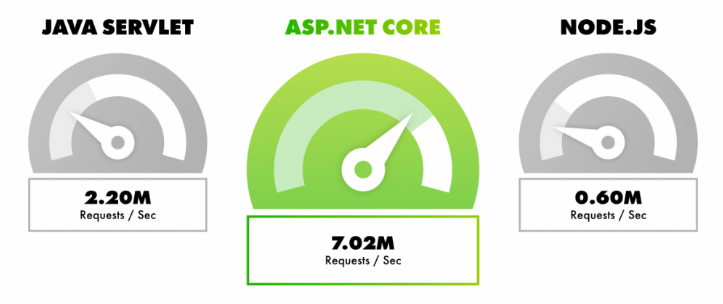 JAVA SERVLET
2.20M
Requests / Sec
ASP.NET CORE
7.02M
Requests / Sec
NODE.JS
0.60M
Requests / Sec